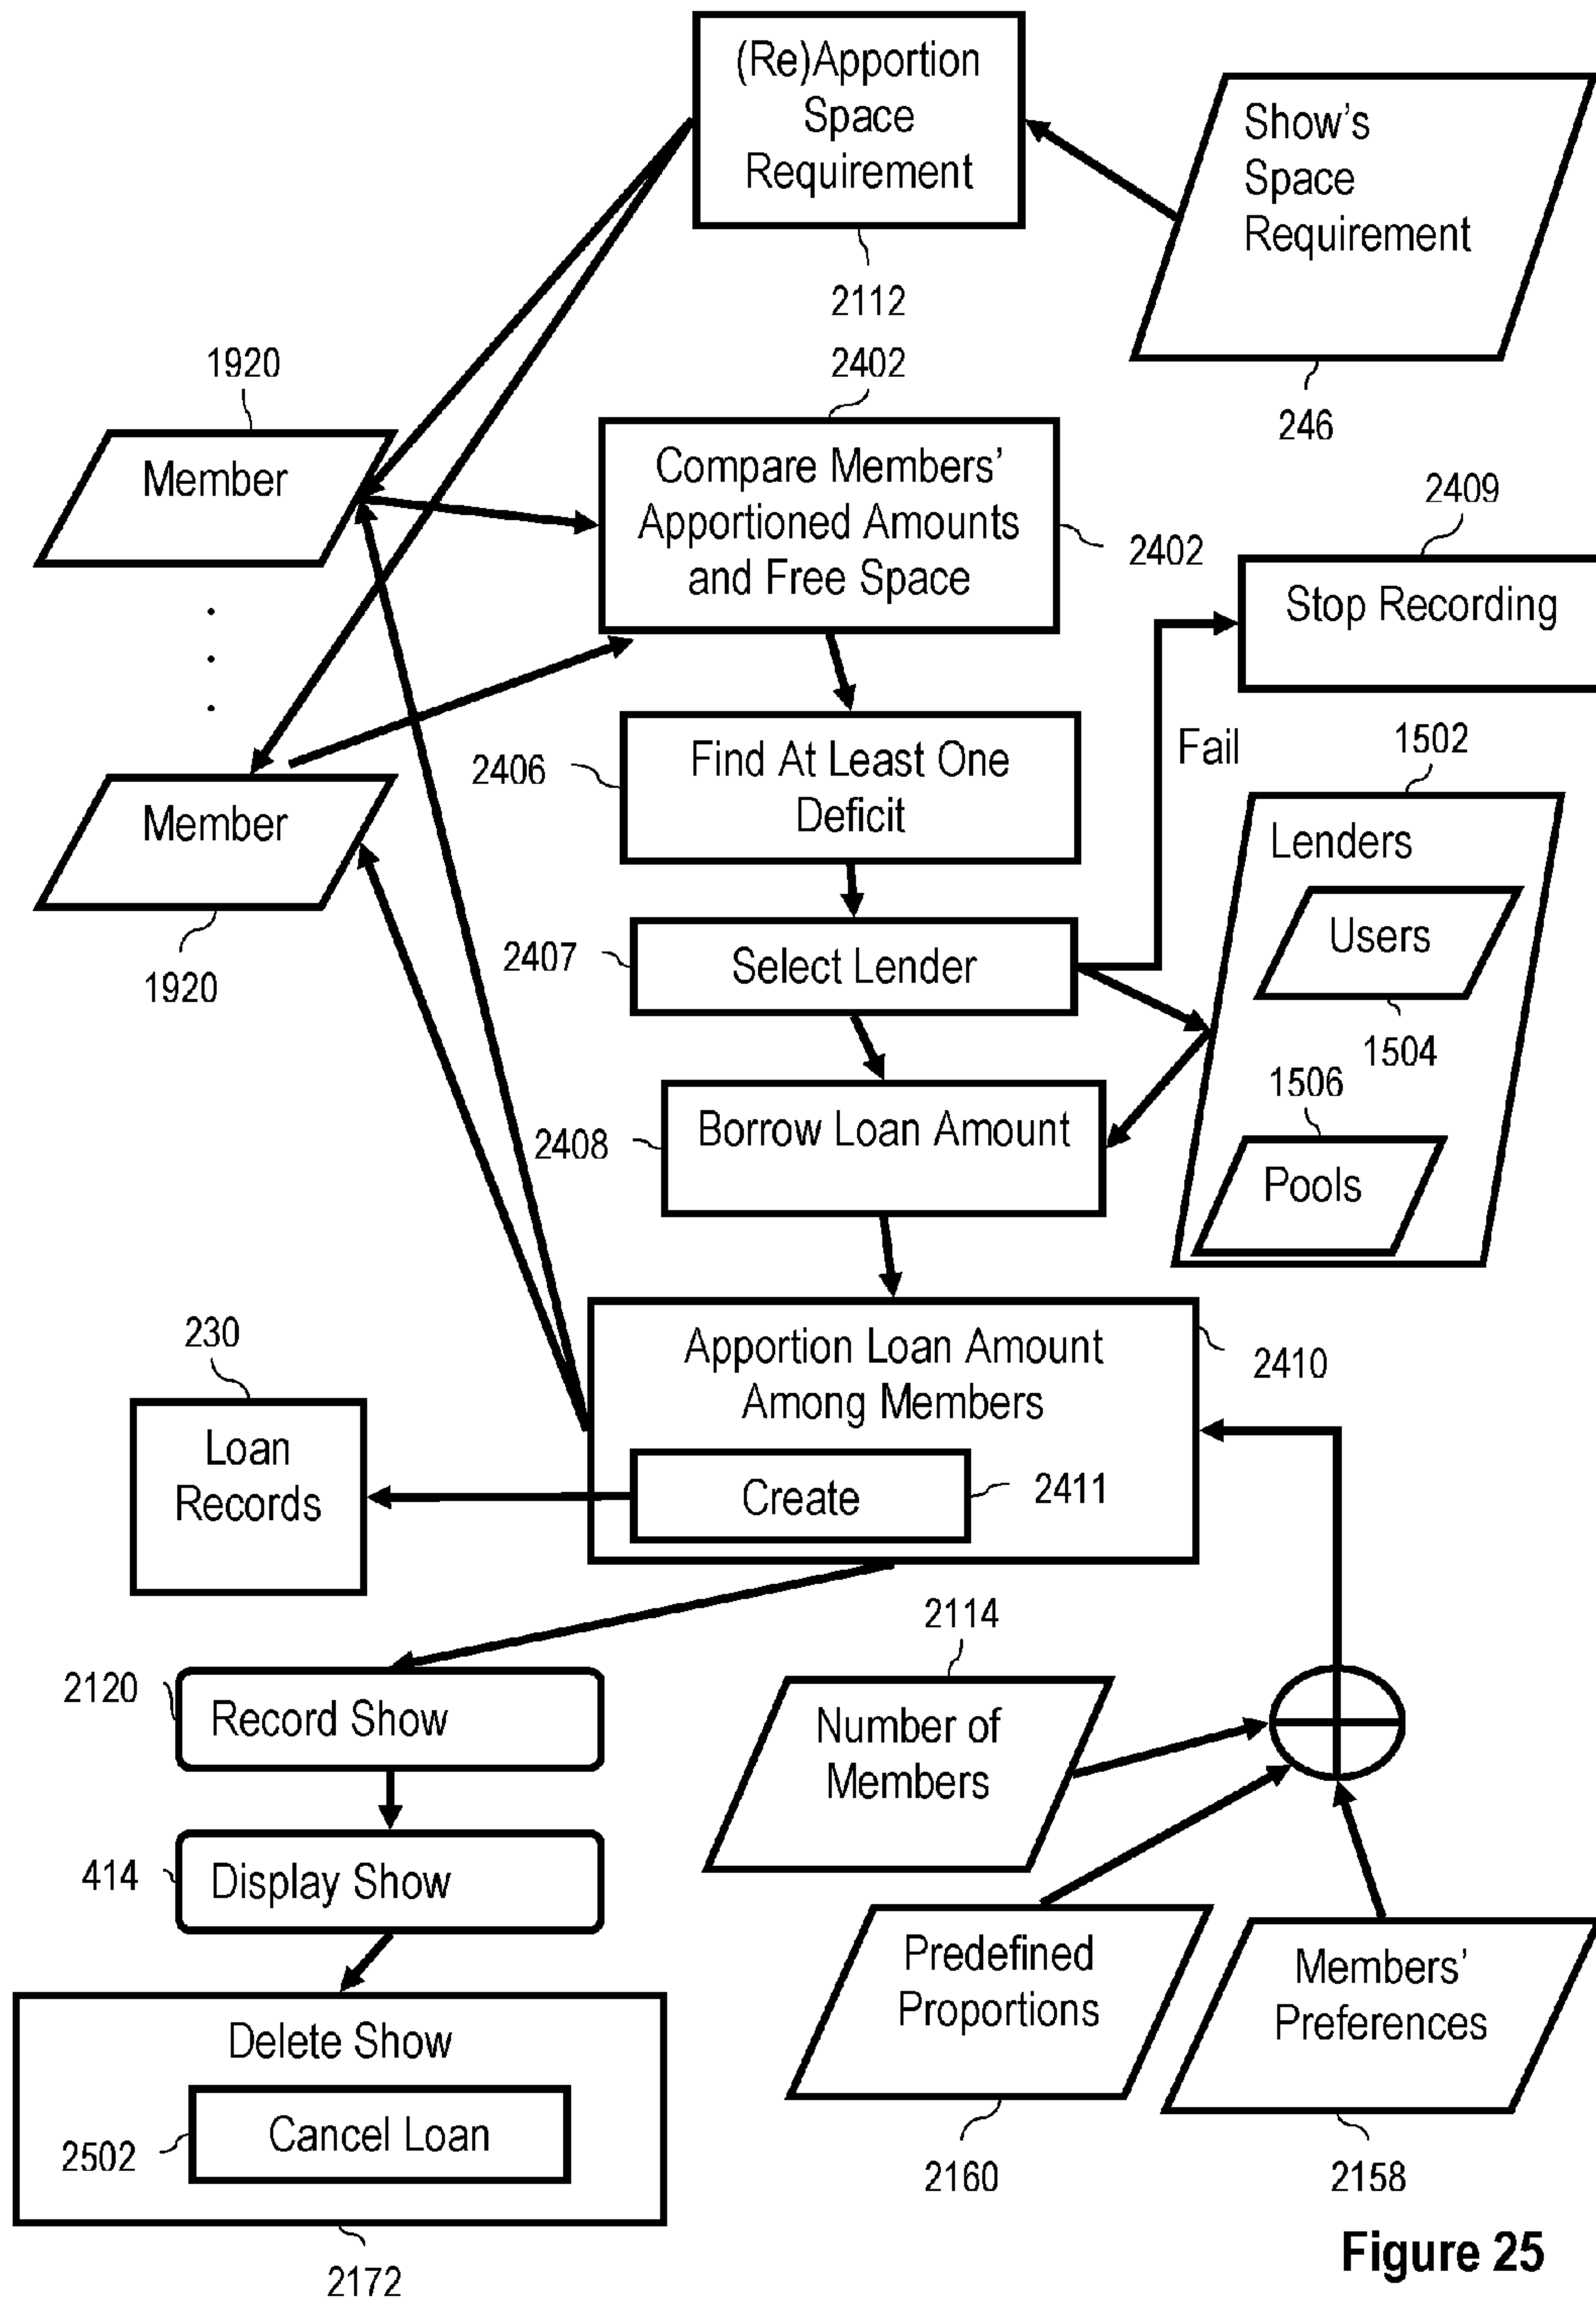 (Re)Apportion
Space
Requirement
2112
Show's
Space
Requirement
246
1920
Member
2402
Compare Members'
Apportioned Amounts
and Free Space
2402
2409
Stop Recording
.
.
.
Member
1920
2406
Find At Least One
Deficit
Fail
1502
Lenders
Users
1504
1506
Pools
2407
Select Lender
2408
Borrow Loan Amount
230
Loan
Records
Apportion Loan Amount
Among Members
2410
Create
2411
2120
Record Show
2114
Number of
Members
414
Display Show
Predefined
Proportions
2160
Members'
Preferences
2158
Delete Show
2502
Cancel Loan
2172
Figure 25